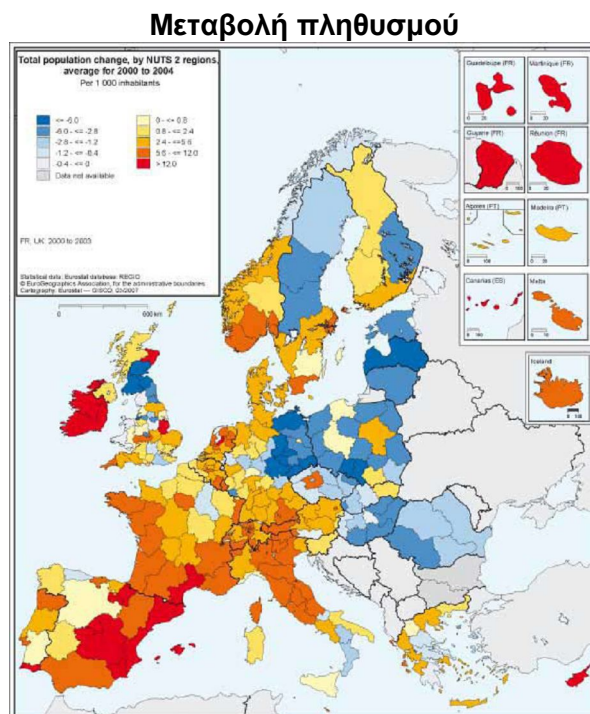 Μεταβολή πληθυσμού
Total population change, by NUTS 2 regions,
average for 2000 to 2004
Per 1 000 inhabitants
<= -6.0
-6.0 - <= -2.8
-2.8 - <= -1.2
-1.2 - <= -0.4
-0.4 - <= 0
Data not available
0 - <= 0.8
0.8 - <= 2.4
2.4 - <=5.6
5.6 - <= 12.0
> 12.0
FR, UK: 2000 to 2003
Statistical data: Eurostat database: REGIO
© EuroGeographics Association, for the administrative boundaries
Cartography: Eurostat — GISCO, 05/2007
600 km
Guadeloupe (FR)
Martinique (FR)
Guyane (FR)
Réunion (FR)
Açores (PT)
Madeira (PT)
Canarias (ES)
Malta
Iceland